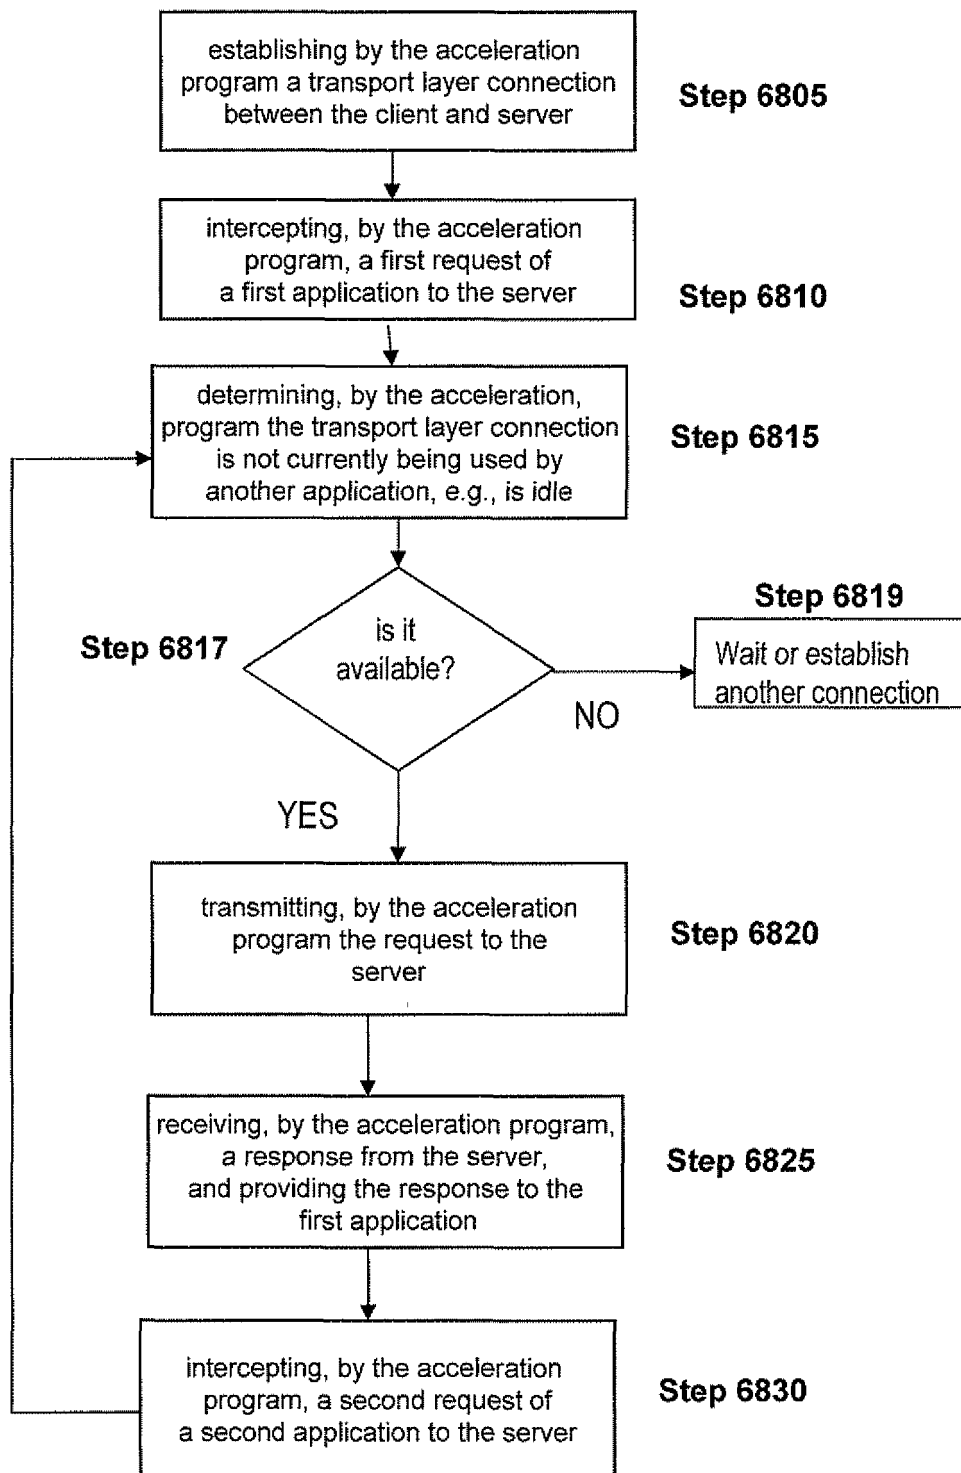 establishing by the acceleration
program a transport layer connection
between the client and server
Step 6805
intercepting, by the acceleration
program, a first request of
a first application to the server
Step 6810
determining, by the acceleration,
program the transport layer connection
is not currently being used by
another application, e.g., is idle
Step 6815
is it
available?
Step 6817
NO
Step 6819
Wait or establish
another connection
YES
transmitting, by the acceleration
program the request to the
server
Step 6820
receiving, by the acceleration program,
a response from the server,
and providing the response to the
first application
Step 6825
intercepting, by the acceleration
program, a second request of
a second application to the server
Step 6830